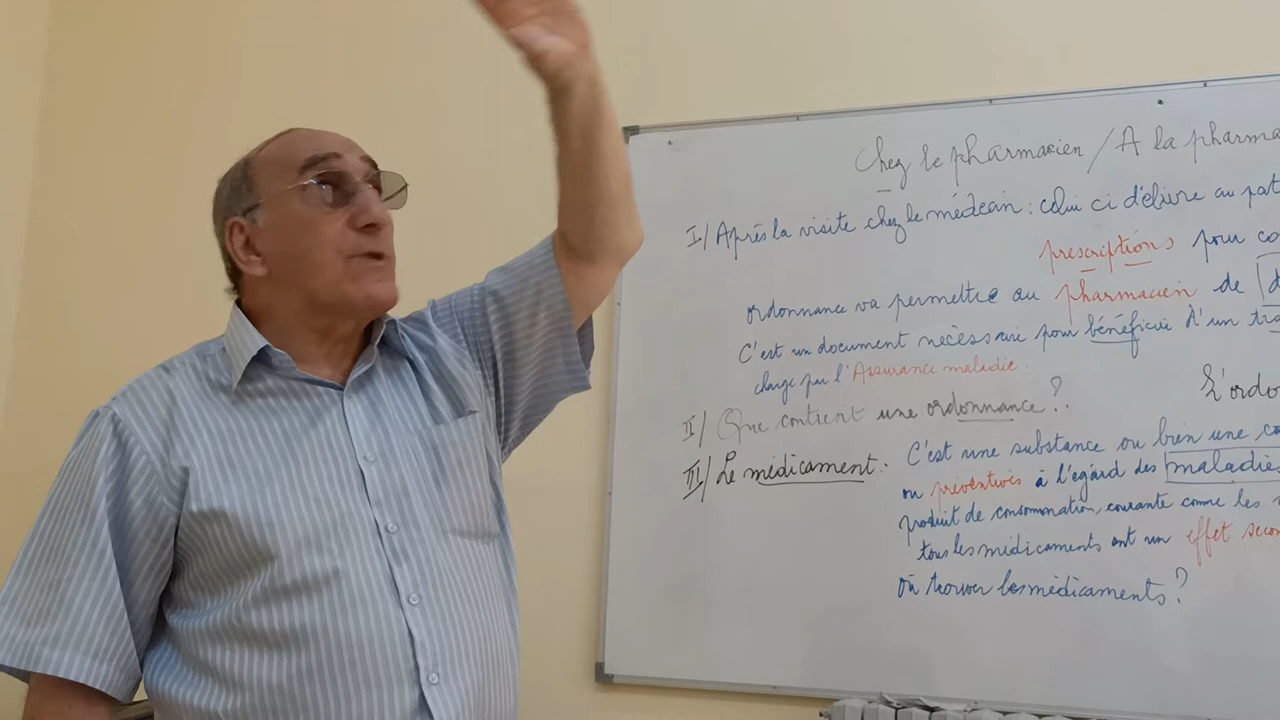 Chez le pharmacien / A la pharma
I/ Après la visite chez le médecin : celui ci délivre au pat
prescriptions pour co
ordonnance va permettre au pharmacien de d
C'est un document nécessaire pour bénéficier d'un tra
charge par l'Assurance maladie.
II/ Que contient une ordonnance ?
L'ordo
III/ Le médicament : C'est une substance ou bien une co
ou préventives à l'égard des maladies
produit de consommation, courante comme les
tous les médicaments ont un effet secon
où trouver les médicaments ?